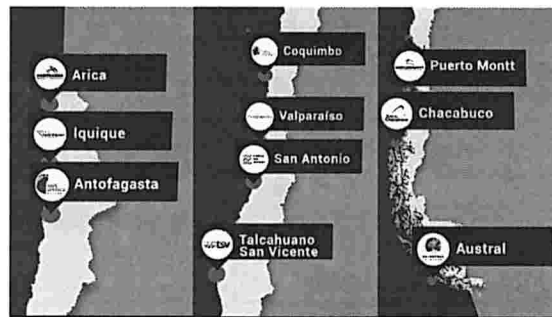 Arica
Iquique
Antofagasta
Coquimbo
Valparaíso
San Antonio
Talcahuano
San Vicente
Puerto Montt
Chacabuco
Austral